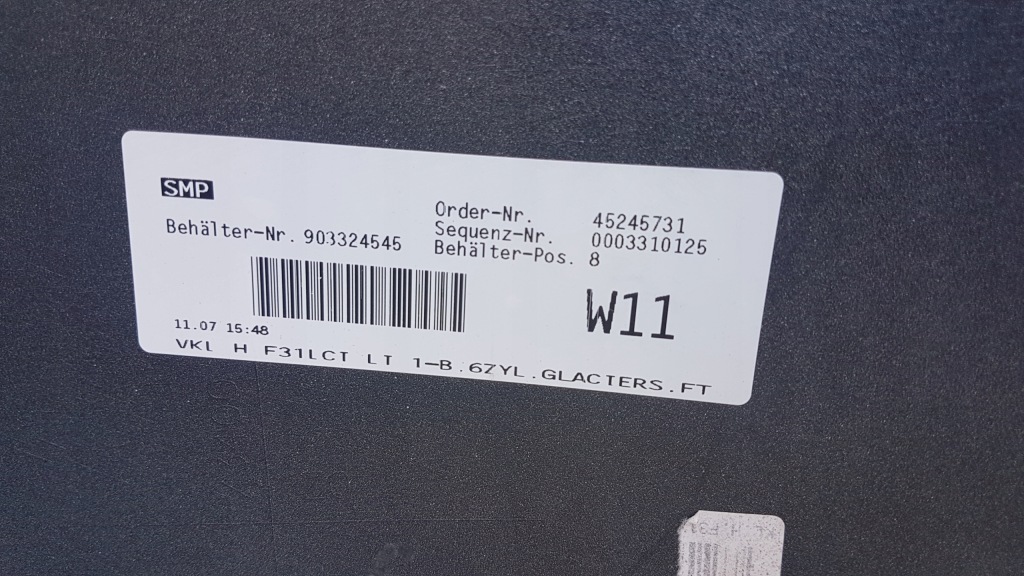 SMP
Order-Nr. 45245731
Sequenz-Nr. 0003310125
Behälter-Nr. 903324545
Behälter-Pos. 8
W11
11.07 15:48
VKL H F31LCT LT 1-B.6ZYL.GLACTERS.FT